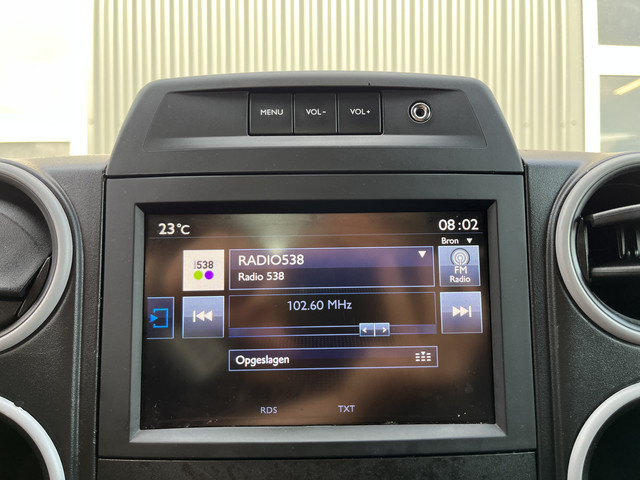 MENU VOL- VOL+
23°C 08:02
Bron
538
RADIO538
Radio 538
FM
Radio
102.60 MHz
Opgeslagen
RDS TXT